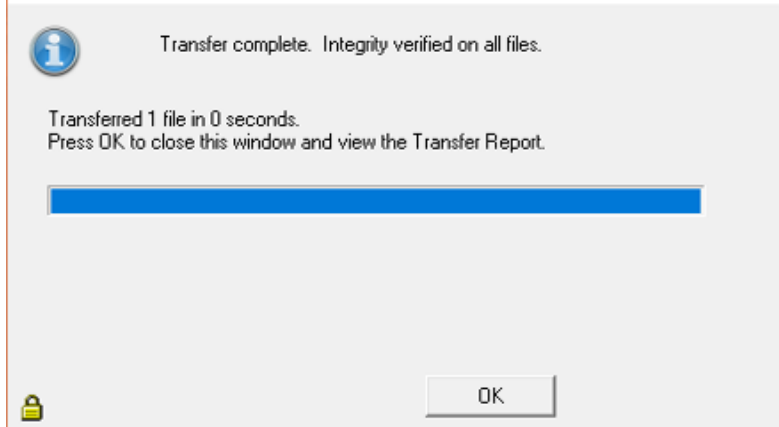 Transfer complete. Integrity verified on all files.
Transferred 1 file in 0 seconds.
Press OK to close this window and view the Transfer Report.
OK